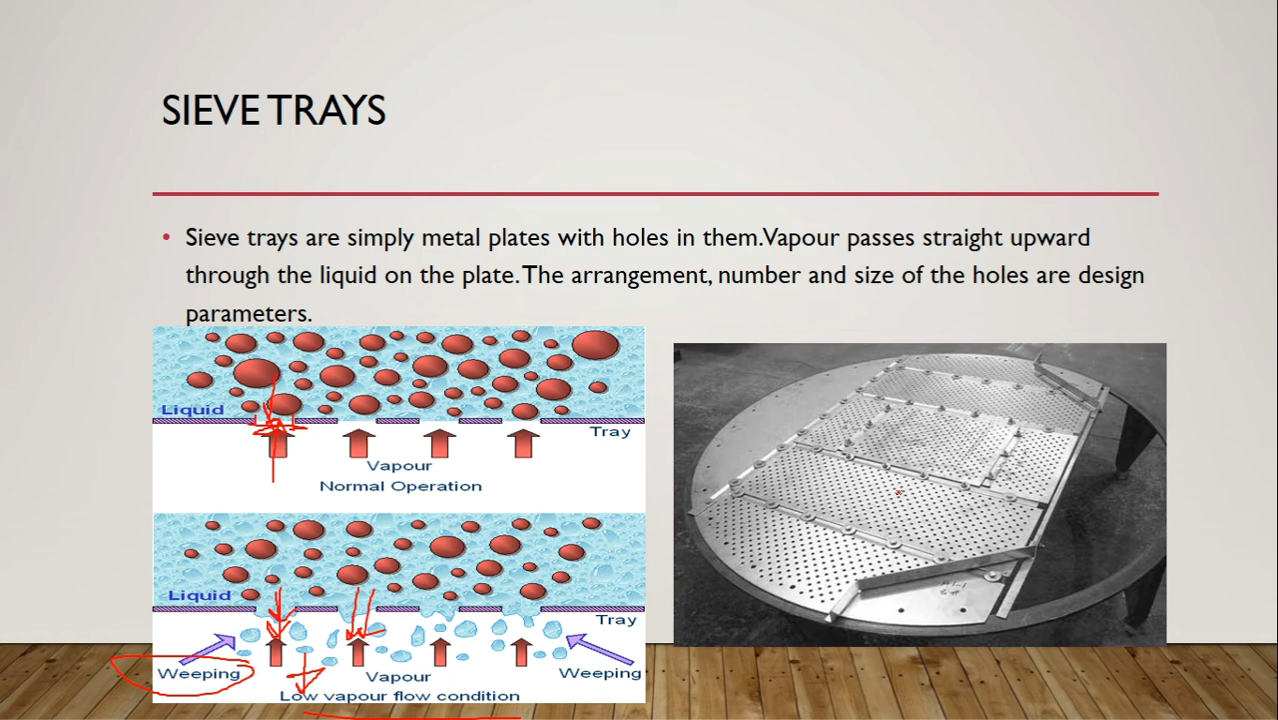 SIEVE TRAYS
• Sieve trays are simply metal plates with holes in them.Vapour passes straight upward
through the liquid on the plate.The arrangement, number and size of the holes are design
parameters.
Liquid
Tray
Vapour
Normal Operation
Liquid
Tray
Weeping
Vapour
Weeping
Low vapour flow condition